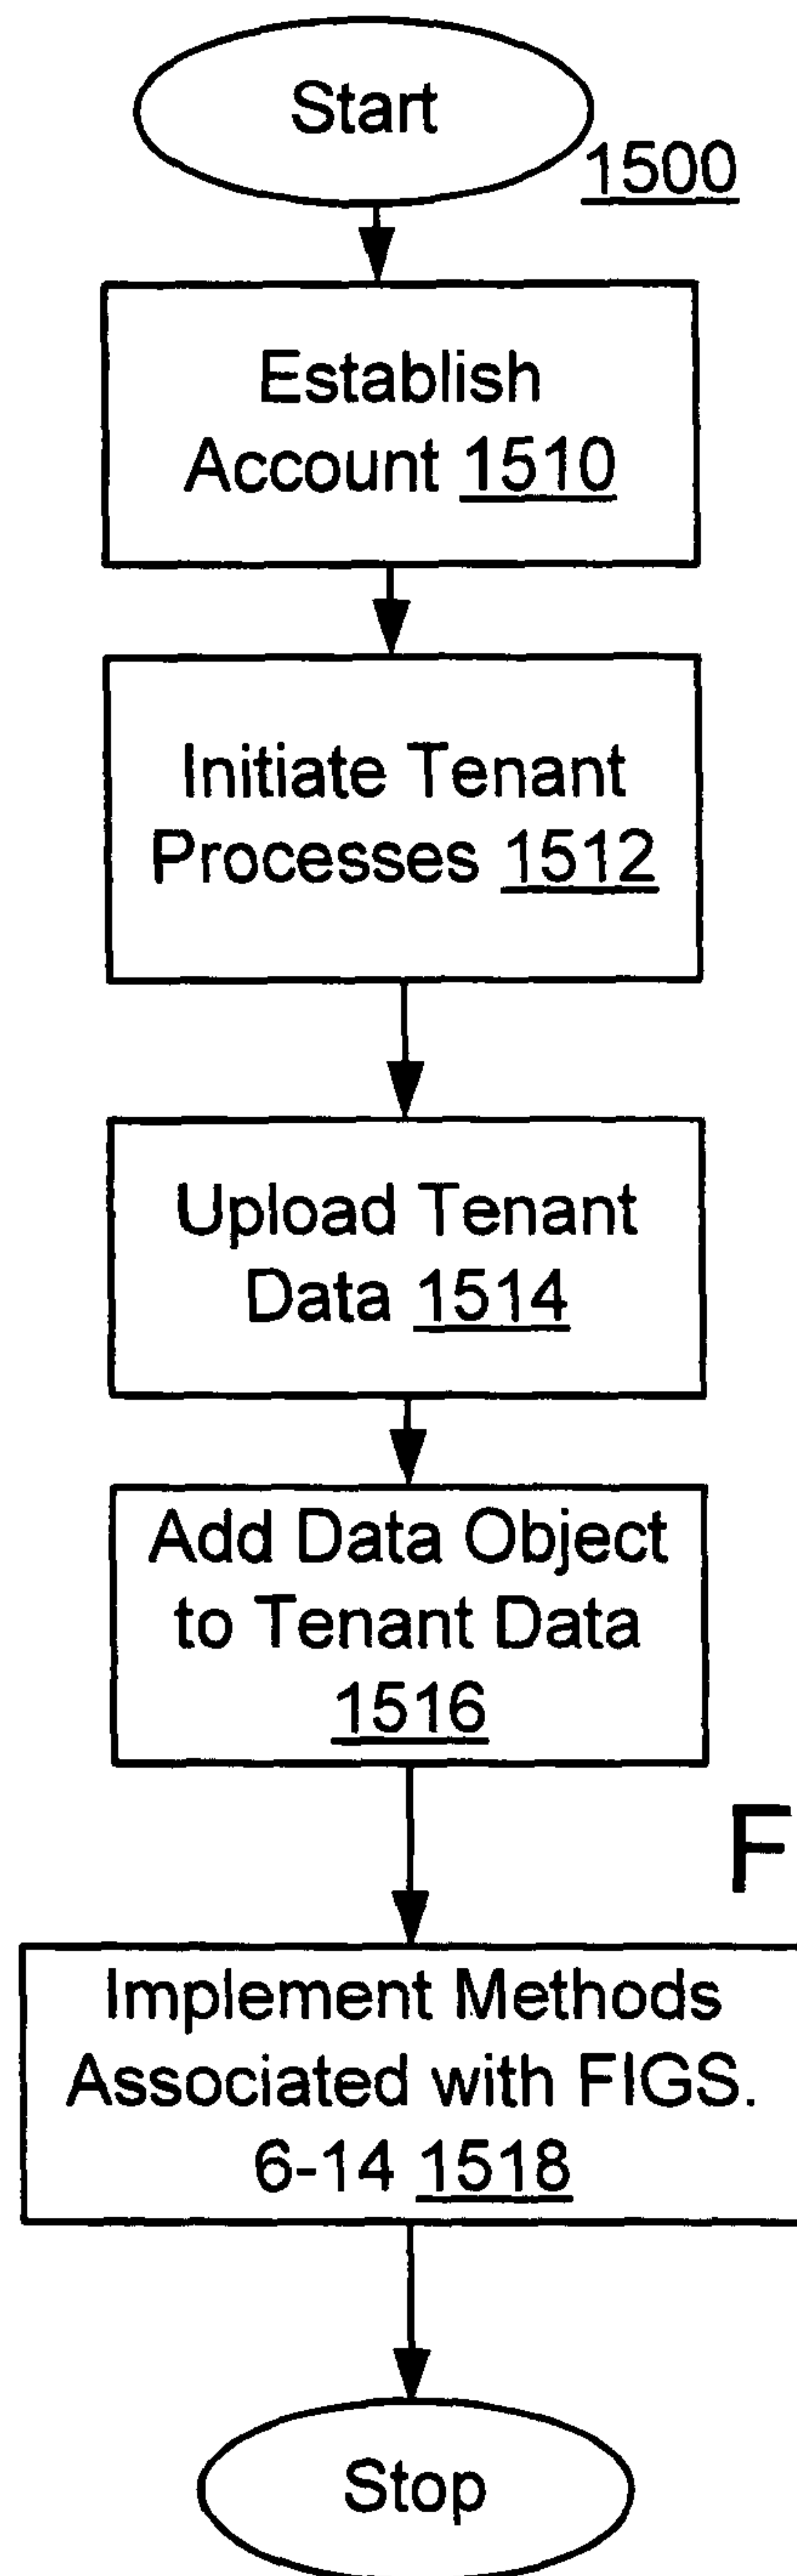 Start
1500
Establish
Account 1510
Initiate Tenant
Processes 1512
Upload Tenant
Data 1514
Add Data Object
to Tenant Data
1516
F
Implement Methods
Associated with FIGS.
6-14 1518
Stop